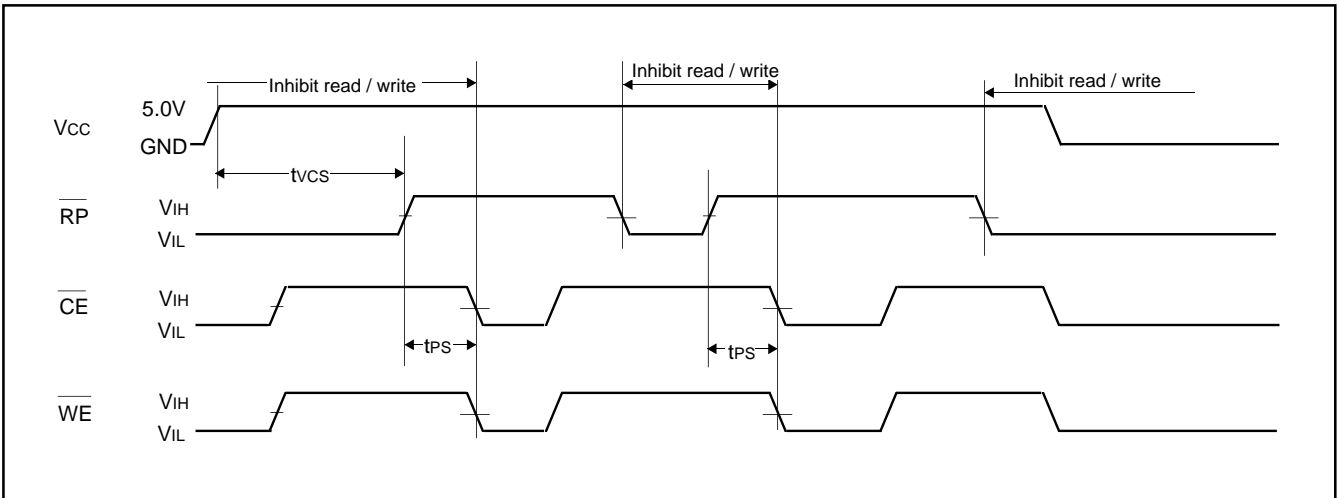 Inhibit read / write
Inhibit read / write
Inhibit read / write
VCC
5.0V
GND
tVCS
RP
VIH
VIL
CE
VIH
VIL
tPS
tPS
WE
VIH
VIL